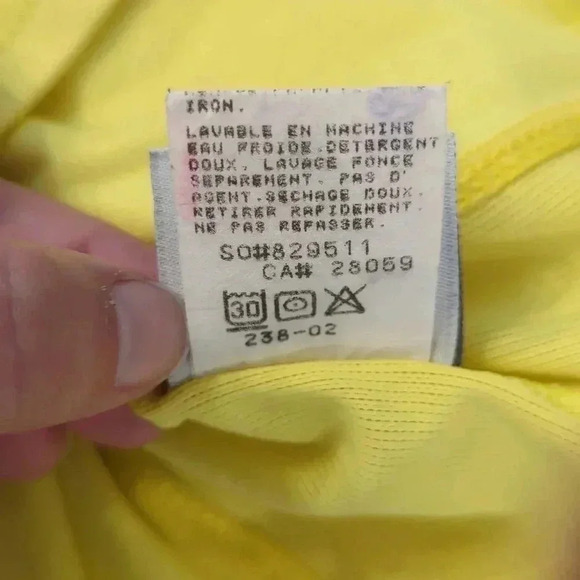 IRON.
LAVABLE EN MACHINE
EAU FROIDE.DETERGENT
DOUX. LAVAGE FONCE
SEPAREMENT. PAS D'
AGENT.SECHAGE DOUX.
RETIRER RAPIDEMENT.
NE PAS REPASSER.
SO#829511
CA# 28059
30
238-02